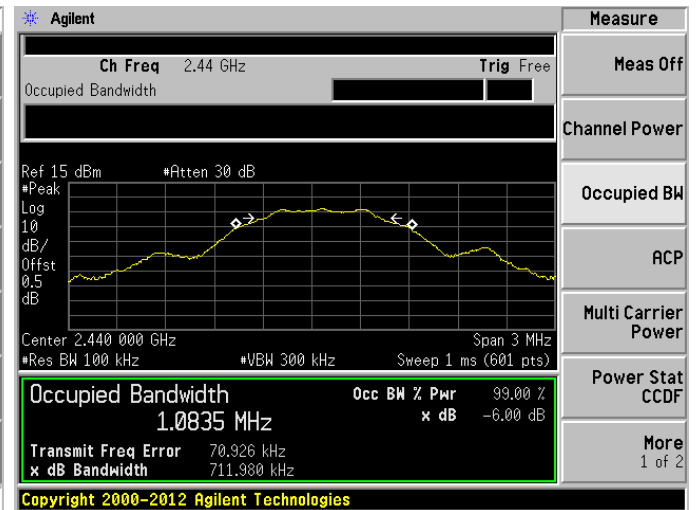 Agilent
Measure
Ch Freq 2.44 GHz Trig Free
Occupied Bandwidth
Meas Off
Channel Power
Occupied BW
ACP
Multi Carrier
Power
Power Stat
CCDF
More
1 of 2
Ref 15 dBm #Atten 30 dB
#Peak
Log
10
dB/
Offst
0.5
dB
Center 2.440 000 GHz Span 3 MHz
#Res BW 100 kHz #VBW 300 kHz Sweep 1 ms (601 pts)
Occupied Bandwidth Occ BW % Pwr 99.00 %
1.0835 MHz x dB -6.00 dB
Transmit Freq Error 70.926 kHz
x dB Bandwidth 711.980 kHz
Copyright 2000-2012 Agilent Technologies